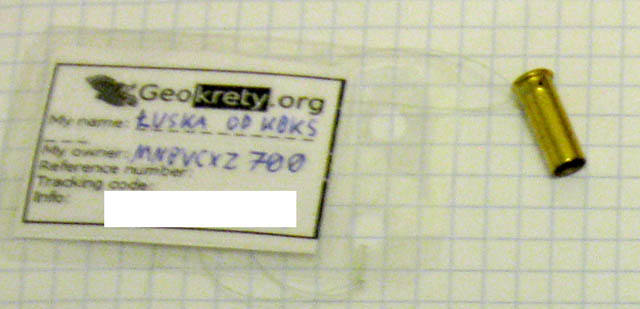 Geokrety.org
My name: ŁUSKA OD KBKS
My owner: MNBVCXZ 700
Reference number:
Tracking code:
Info: